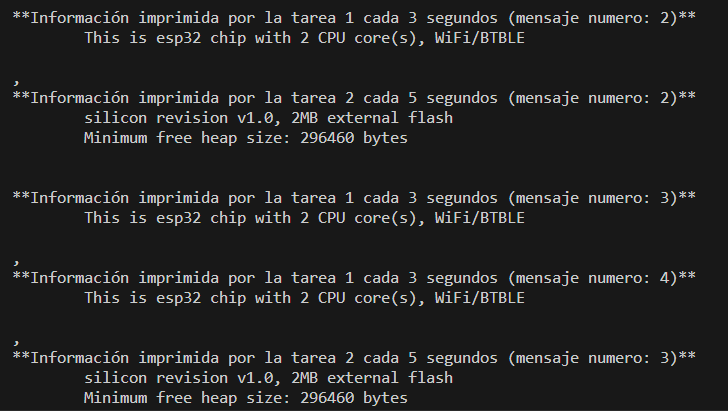 **Información imprimida por la tarea 1 cada 3 segundos (mensaje numero: 2)**
This is esp32 chip with 2 CPU core(s), WiFi/BTBLE
,
**Información imprimida por la tarea 2 cada 5 segundos (mensaje numero: 2)**
silicon revision v1.0, 2MB external flash
Minimum free heap size: 296460 bytes
**Información imprimida por la tarea 1 cada 3 segundos (mensaje numero: 3)**
This is esp32 chip with 2 CPU core(s), WiFi/BTBLE
,
**Información imprimida por la tarea 1 cada 3 segundos (mensaje numero: 4)**
This is esp32 chip with 2 CPU core(s), WiFi/BTBLE
,
**Información imprimida por la tarea 2 cada 5 segundos (mensaje numero: 3)**
silicon revision v1.0, 2MB external flash
Minimum free heap size: 296460 bytes